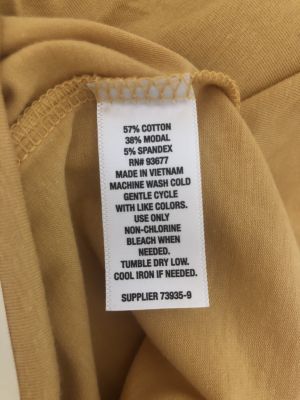 57% COTTON
38% MODAL
5% SPANDEX
RN# 93677
MADE IN VIETNAM
MACHINE WASH COLD
GENTLE CYCLE
WITH LIKE COLORS.
USE ONLY
NON-CHLORINE
BLEACH WHEN
NEEDED.
TUMBLE DRY LOW.
COOL IRON IF NEEDED.
SUPPLIER 73935-9